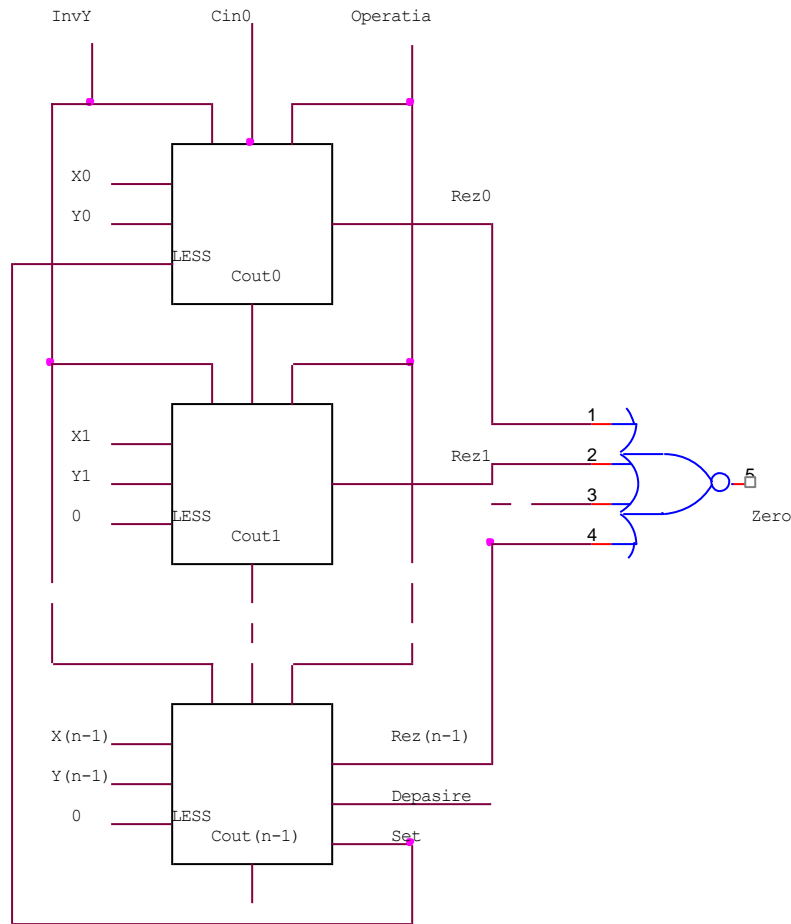 InvY Cin0 Operatia
X0
Y0
LESS
Cout0
Rez0
X1
Y1
0
LESS
Cout1
Rez1
1
2
3
4
5
Zero
X(n-1)
Y(n-1)
0
LESS
Cout(n-1)
Rez(n-1)
Depasire
Set